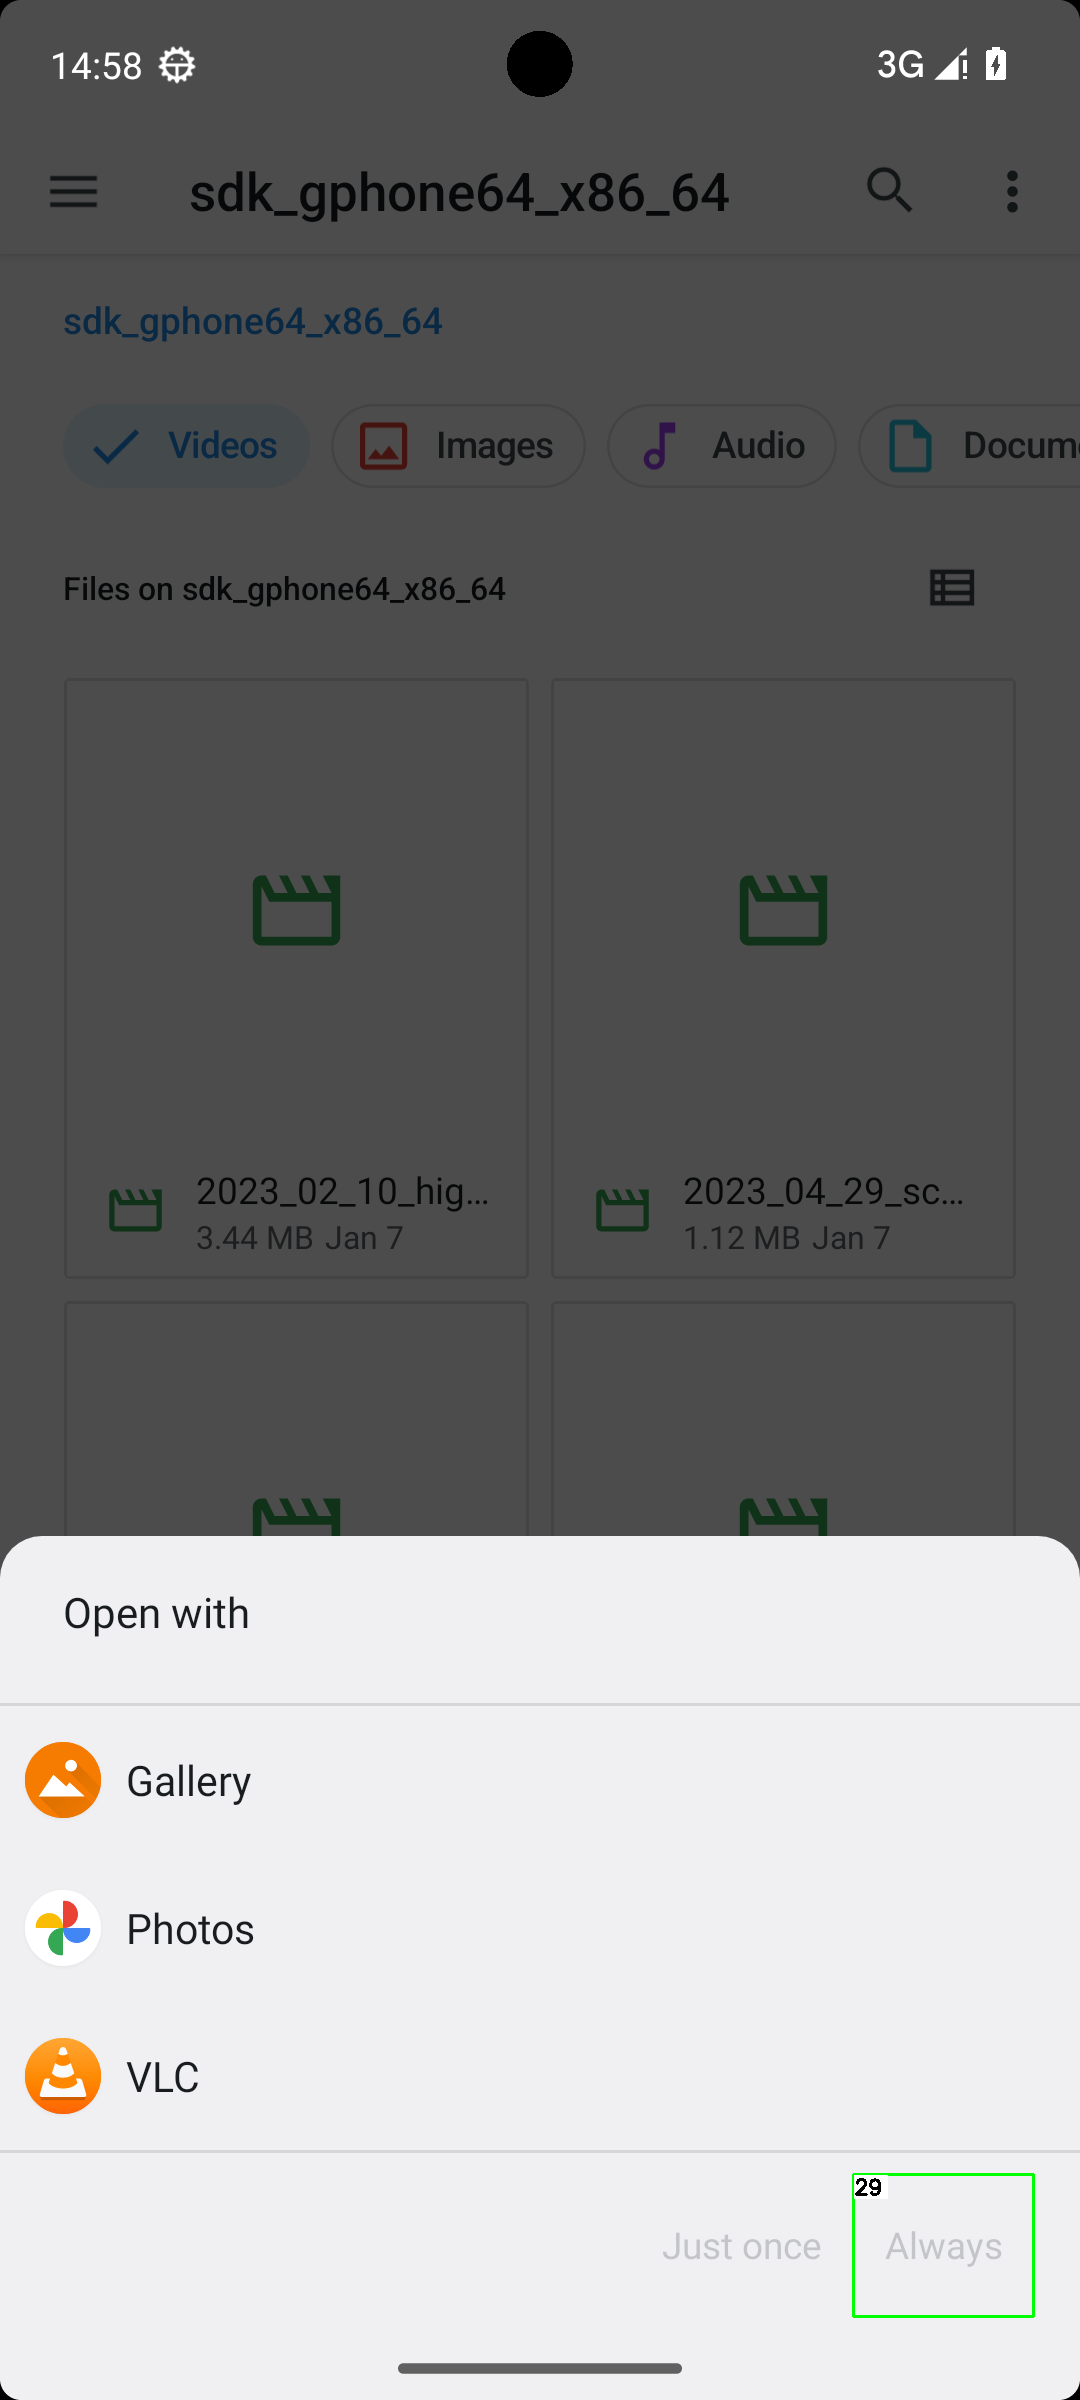 14:58
3G
sdk_gphone64_x86_64
sdk_gphone64_x86_64
Videos
Images
Audio
Docum
Files on sdk_gphone64_x86_64
2023_02_10_hig...
3.44 MB Jan 7
2023_04_29_sc...
1.12 MB Jan 7
Open with
Gallery
Photos
VLC
29
Just once
Always